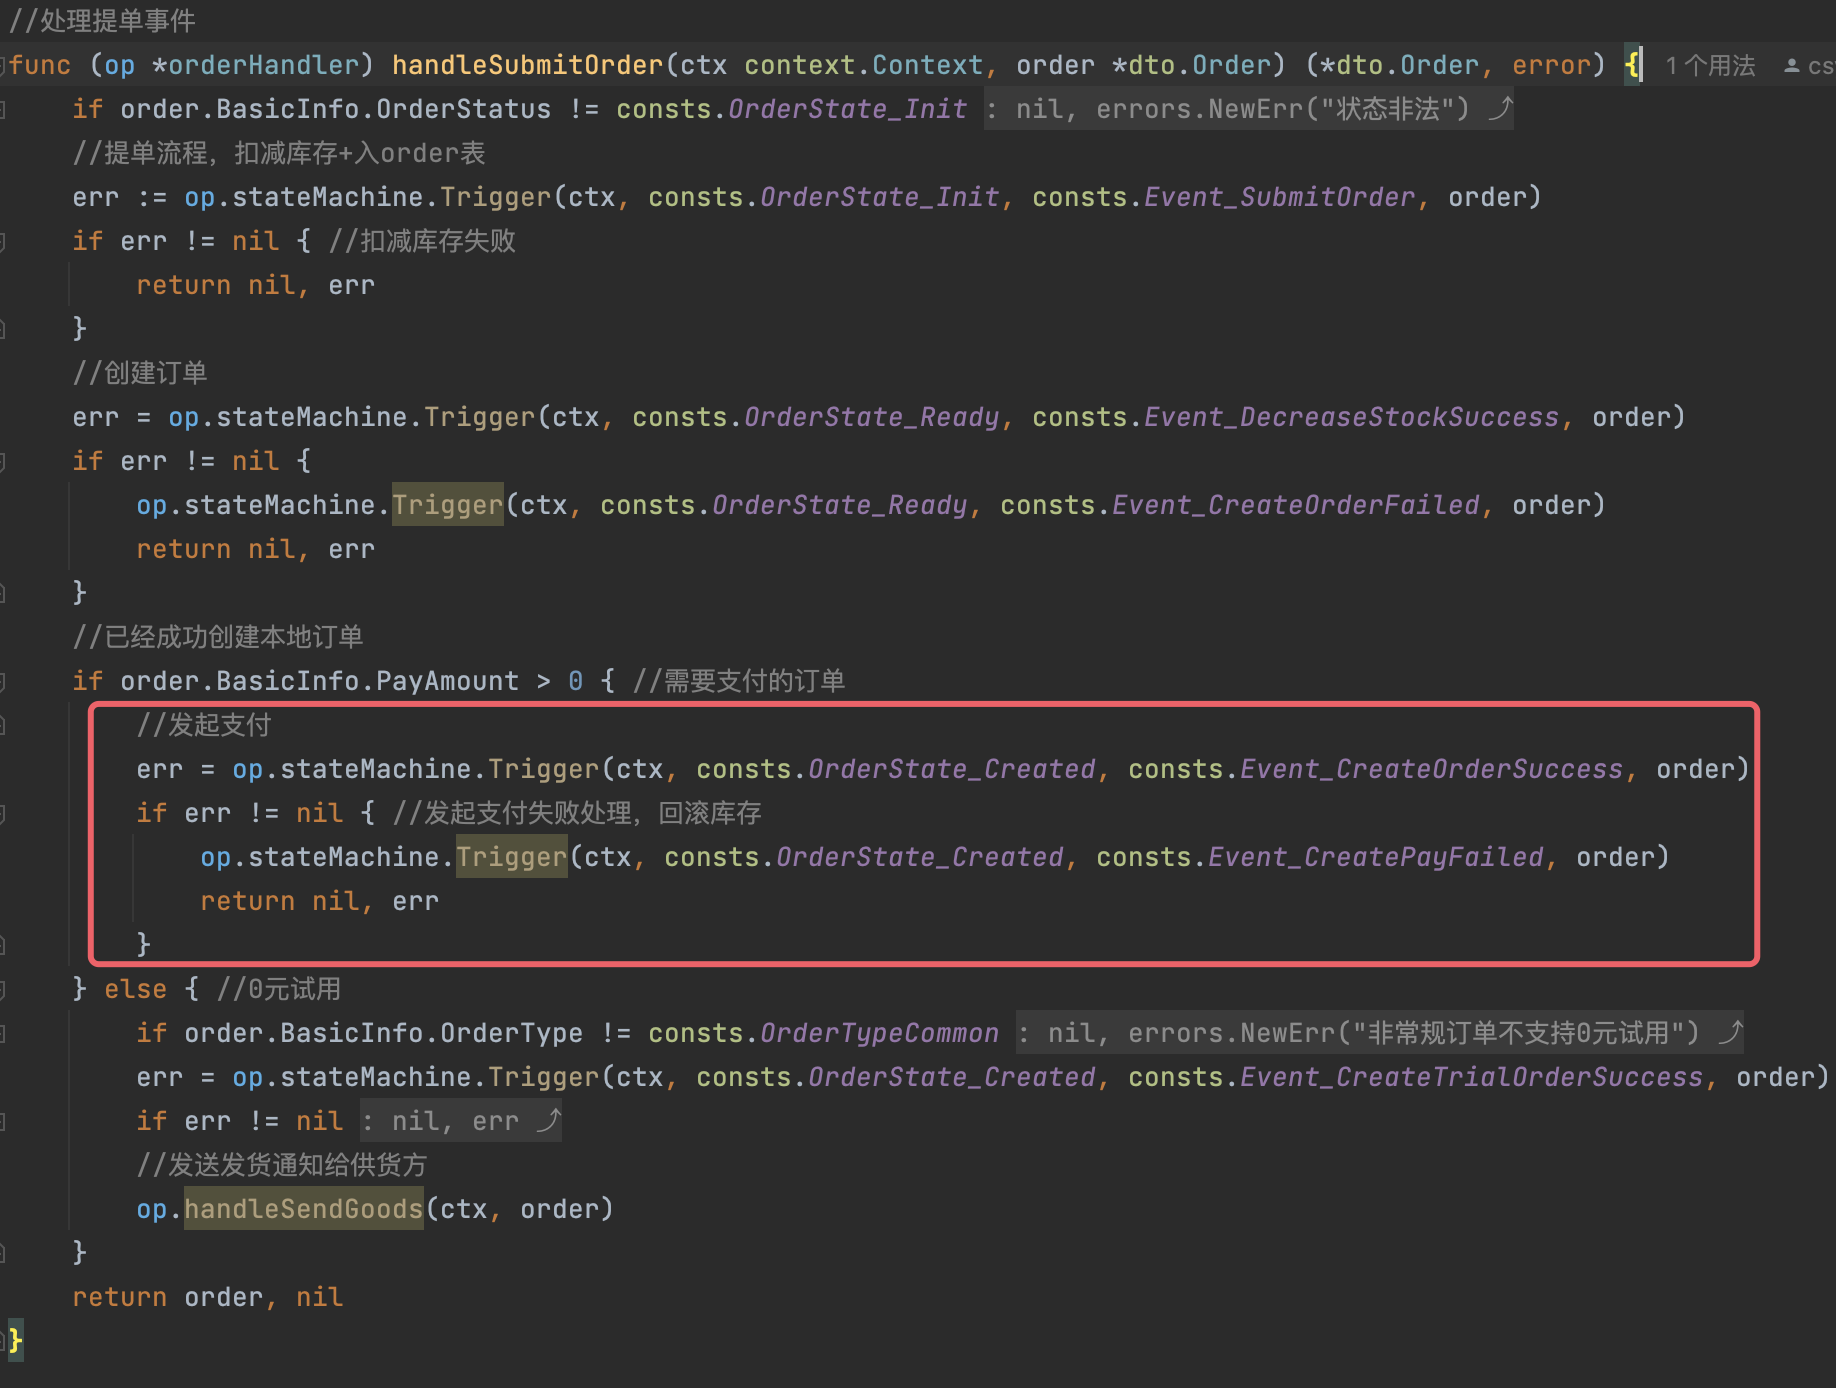 //处理提单事件
func (op *orderHandler) handleSubmitOrder(ctx context.Context, order *dto.Order) (*dto.Order, error) { 1个用法 cs
    if order.BasicInfo.OrderStatus != consts.OrderState_Init : nil, errors.NewErr("状态非法") ⤴
    //提单流程，扣减库存+入order表
    err := op.stateMachine.Trigger(ctx, consts.OrderState_Init, consts.Event_SubmitOrder, order)
    if err != nil { //扣减库存失败
        return nil, err
    }
    //创建订单
    err = op.stateMachine.Trigger(ctx, consts.OrderState_Ready, consts.Event_DecreaseStockSuccess, order)
    if err != nil {
        op.stateMachine.Trigger(ctx, consts.OrderState_Ready, consts.Event_CreateOrderFailed, order)
        return nil, err
    }
    //已经成功创建本地订单
    if order.BasicInfo.PayAmount > 0 { //需要支付的订单
        //发起支付
        err = op.stateMachine.Trigger(ctx, consts.OrderState_Created, consts.Event_CreateOrderSuccess, order)
        if err != nil { //发起支付失败处理，回滚库存
            op.stateMachine.Trigger(ctx, consts.OrderState_Created, consts.Event_CreatePayFailed, order)
            return nil, err
        }
    } else { //0元试用
        if order.BasicInfo.OrderType != consts.OrderTypeCommon : nil, errors.NewErr("非常规订单不支持0元试用") ⤴
        err = op.stateMachine.Trigger(ctx, consts.OrderState_Created, consts.Event_CreateTrialOrderSuccess, order)
        if err != nil : nil, err ⤴
        //发送发货通知给供货方
        op.handleSendGoods(ctx, order)
    }
    return order, nil
}